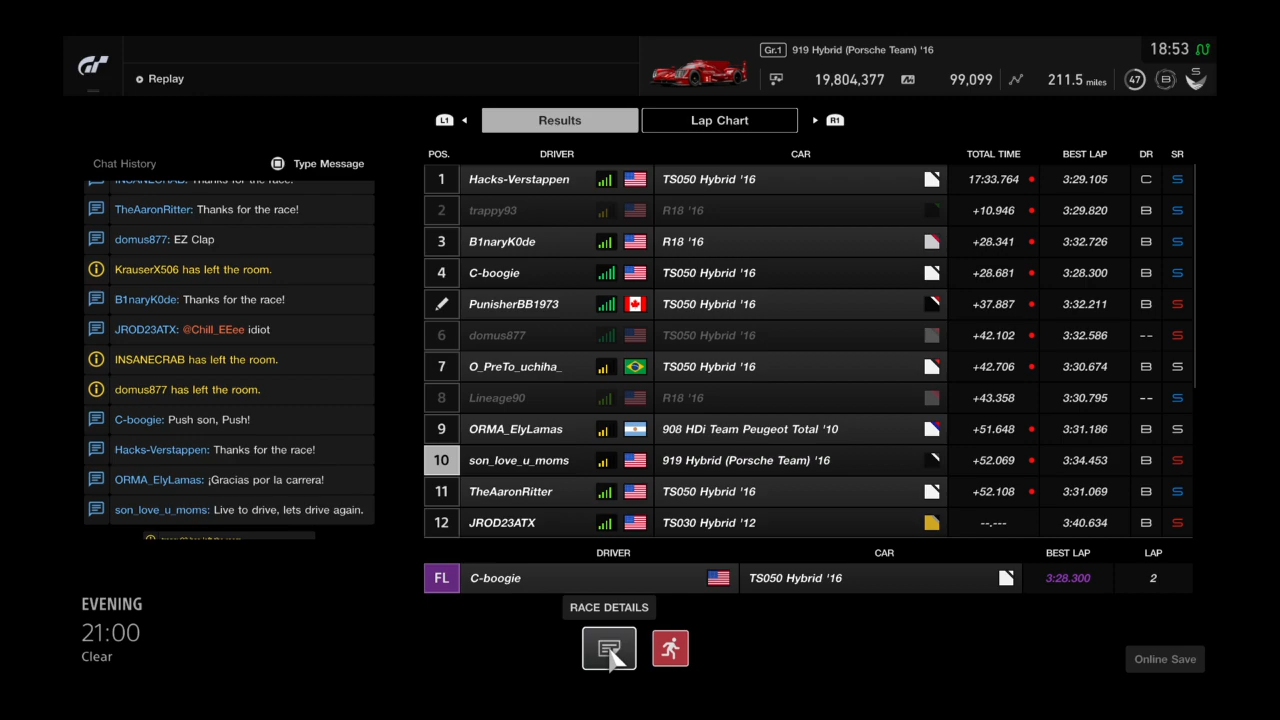 GT
Replay
Gr.1 919 Hybrid (Porsche Team) '16
18:53
19,804,377 99,099 211.5 miles 47 B S
L1 Results Lap Chart R1
Chat History Type Message
INSANECRAB: Thanks for the race!
TheAaronRitter: Thanks for the race!
domus877: EZ Clap
KrauserX506 has left the room.
B1naryK0de: Thanks for the race!
JROD23ATX: @Chill_EEee idiot
INSANECRAB has left the room.
domus877 has left the room.
C-boogie: Push son, Push!
Hacks-Verstappen: Thanks for the race!
ORMA_ElyLamas: ¡Gracias por la carrera!
son_love_u_moms: Live to drive, lets drive again.
POS. DRIVER CAR TOTAL TIME BEST LAP DR SR
1 Hacks-Verstappen TS050 Hybrid '16 17:33.764 3:29.105 C S
2 trappy93 R18 '16 +10.946 3:29.820 B S
3 B1naryK0de R18 '16 +28.341 3:32.726 B S
4 C-boogie TS050 Hybrid '16 +28.681 3:28.300 B S
PunisherBB1973 TS050 Hybrid '16 +37.887 3:32.211 B S
6 domus877 TS050 Hybrid '16 +42.102 3:32.586 -- S
7 O_PreTo_uchiha_ TS050 Hybrid '16 +42.706 3:30.674 B S
8 Lineage90 R18 '16 +43.358 3:30.795 -- S
9 ORMA_ElyLamas 908 HDi Team Peugeot Total '10 +51.648 3:31.186 B S
10 son_love_u_moms 919 Hybrid (Porsche Team) '16 +52.069 3:34.453 B S
11 TheAaronRitter TS050 Hybrid '16 +52.108 3:31.069 B S
12 JROD23ATX TS030 Hybrid '12 --.--- 3:40.634 B S
DRIVER CAR BEST LAP LAP
FL C-boogie TS050 Hybrid '16 3:28.300 2
RACE DETAILS
EVENING
21:00
Clear
Online Save